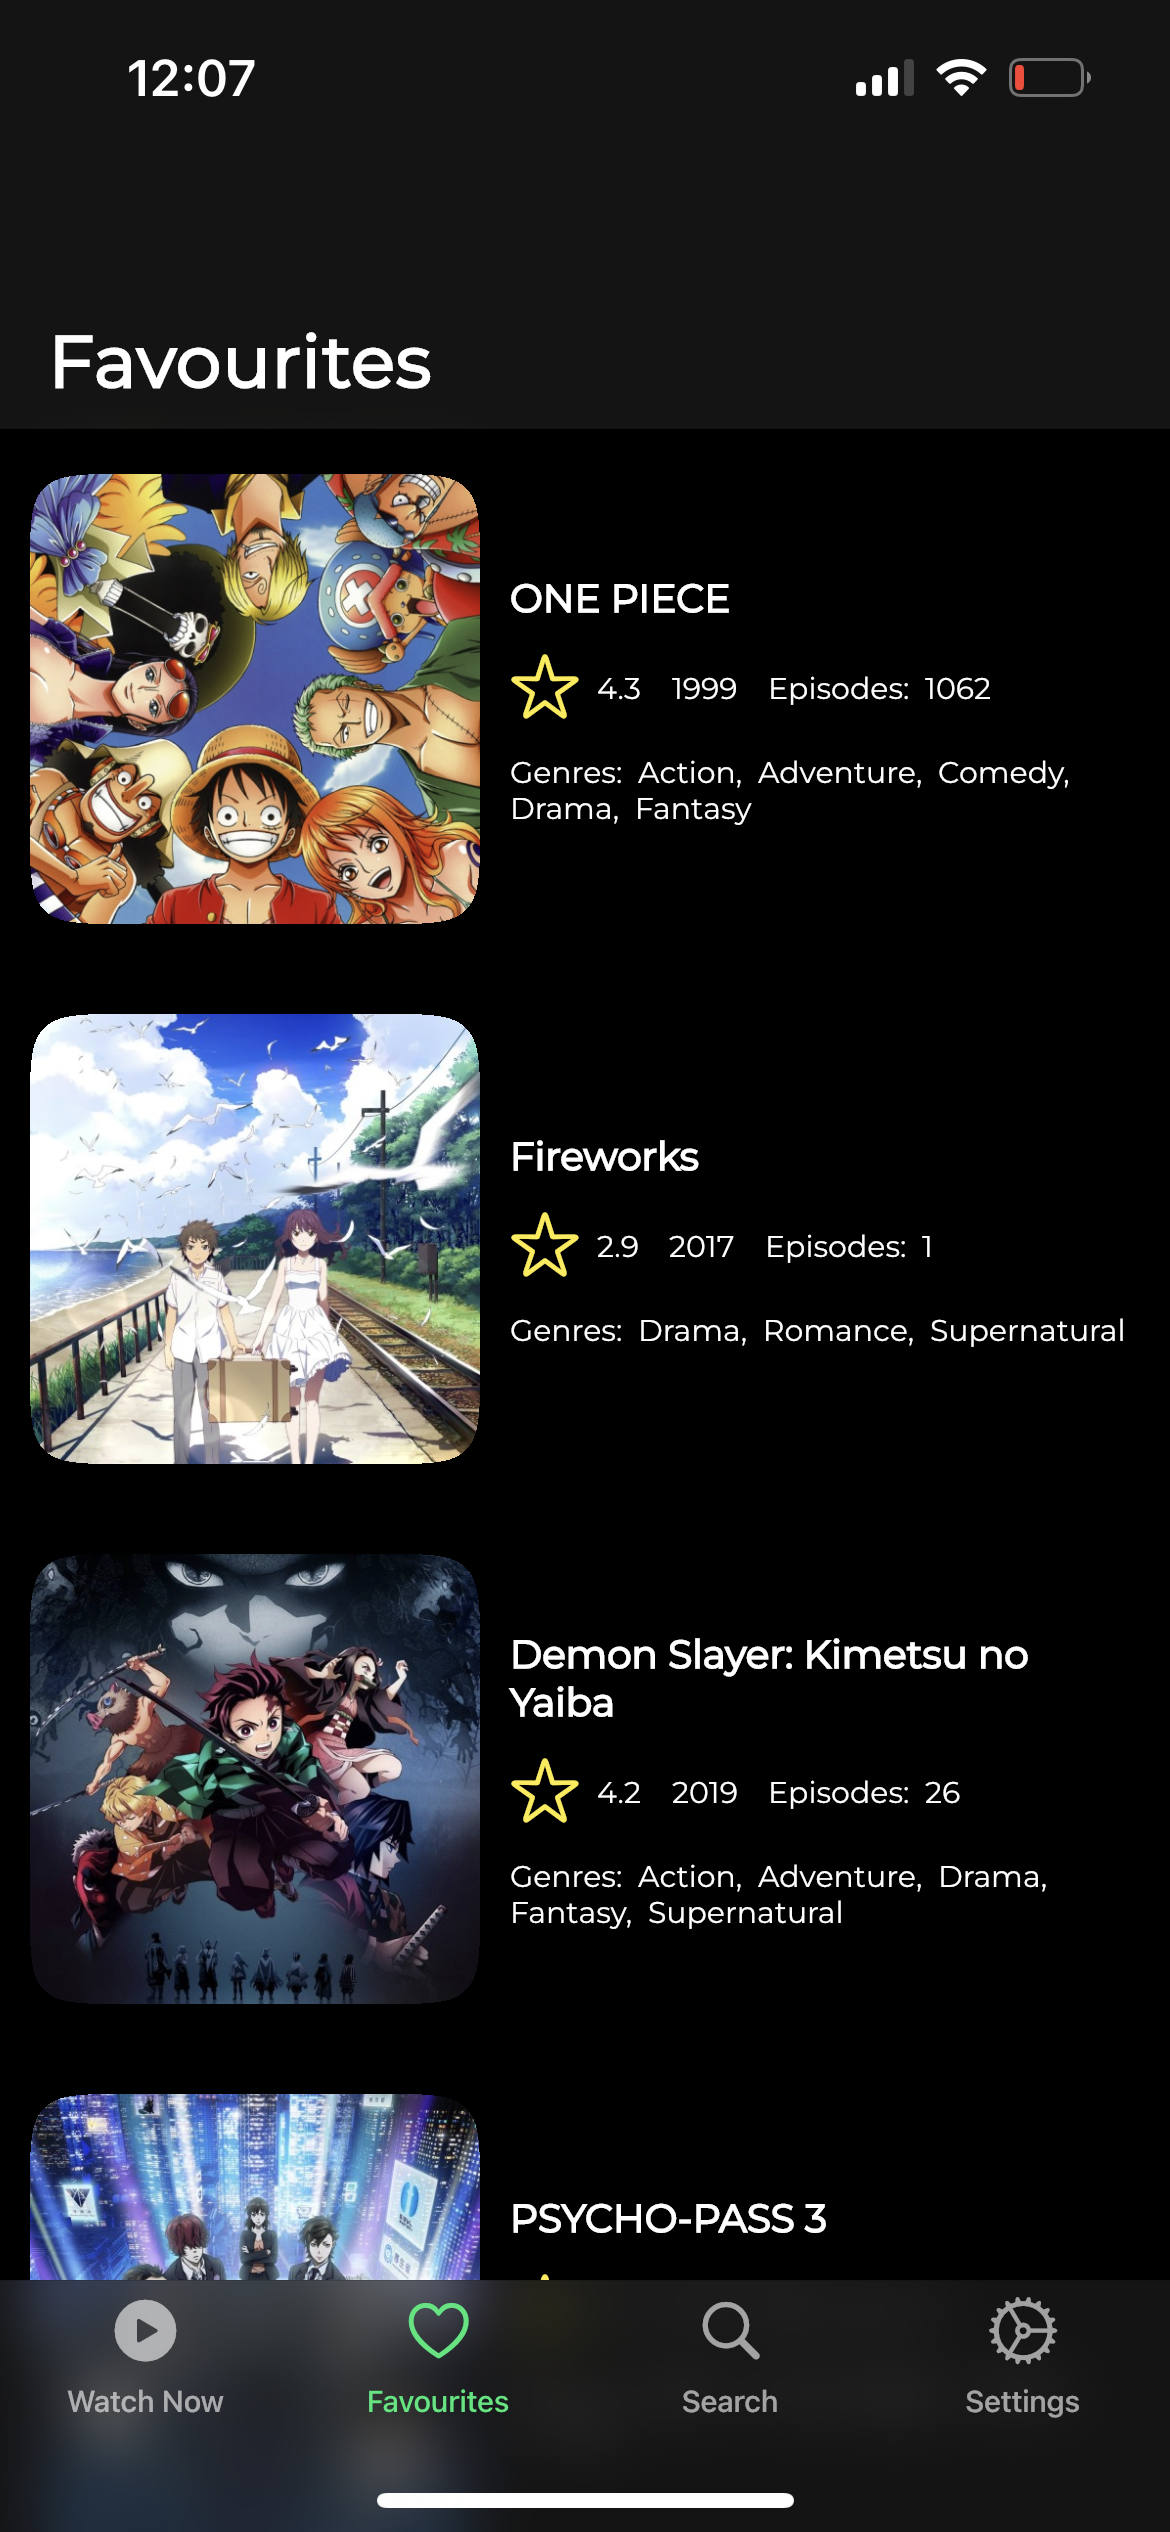 12:07
Favourites
ONE PIECE
4.3 1999 Episodes: 1062
Genres: Action, Adventure, Comedy,
Drama, Fantasy
Fireworks
2.9 2017 Episodes: 1
Genres: Drama, Romance, Supernatural
Demon Slayer: Kimetsu no
Yaiba
4.2 2019 Episodes: 26
Genres: Action, Adventure, Drama,
Fantasy, Supernatural
PSYCHO-PASS 3
Watch Now Favourites Search Settings